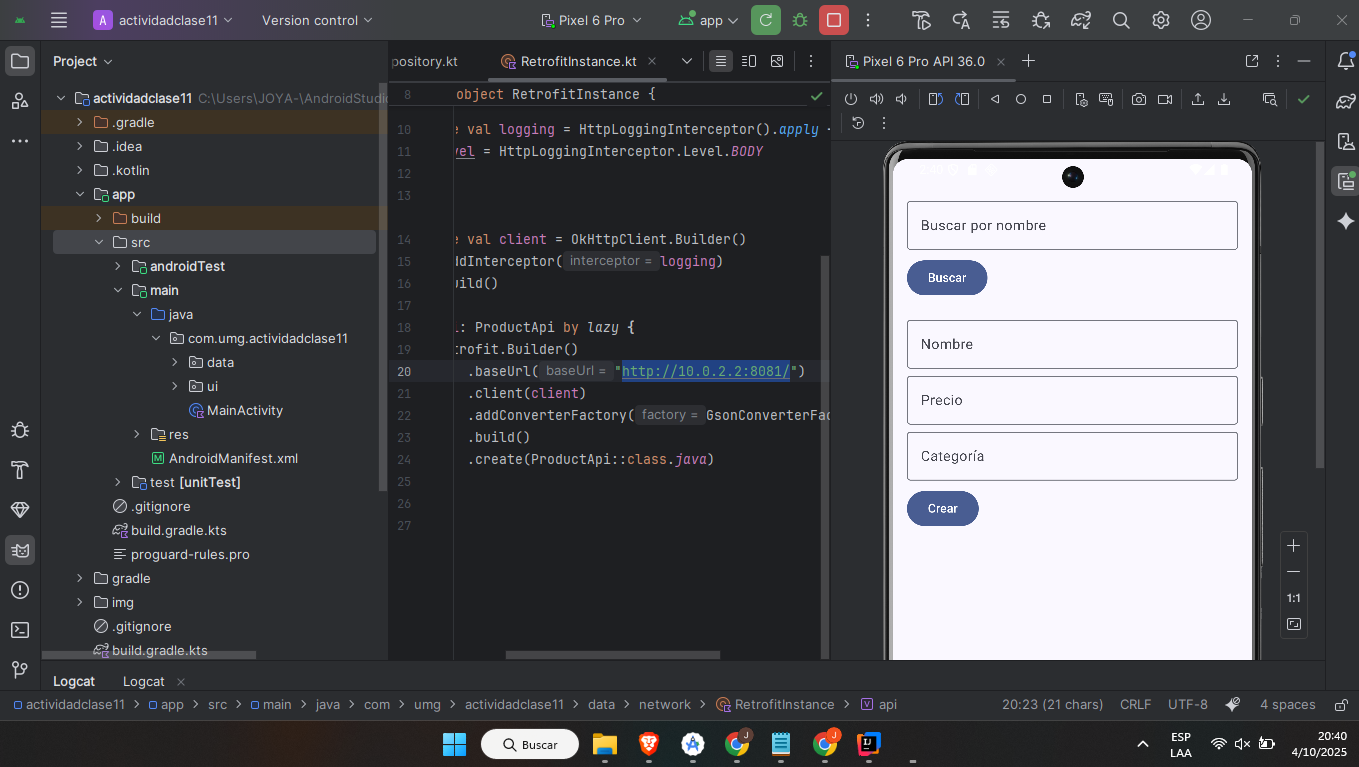 A actividadclase11 Version control Pixel 6 Pro app
Project
actividadclase11 C:\Users\JOYA-\AndroidStudio
.gradle
.idea
.kotlin
app
build
src
androidTest
main
java
com.umg.actividadclase11
data
ui
MainActivity
res
AndroidManifest.xml
test [unitTest]
.gitignore
build.gradle.kts
proguard-rules.pro
gradle
img
.gitignore
build.gradle.kts
pository.kt RetrofitInstance.kt
8 object RetrofitInstance {
10 e val logging = HttpLoggingInterceptor().apply
11 vel = HttpLoggingInterceptor.Level.BODY
12
13
14 e val client = OkHttpClient.Builder()
15 ddInterceptor( interceptor = logging)
16 uild()
17
18 : ProductApi by lazy {
19 trofit.Builder()
20 .baseUrl( baseUrl = "http://10.0.2.2:8081/")
21 .client(client)
22 .addConverterFactory( factory = GsonConverterFac
23 .build()
24 .create(ProductApi::class.java)
25
26
27
Pixel 6 Pro API 36.0
Buscar por nombre
Buscar
Nombre
Precio
Categoría
Crear
1:1
Logcat Logcat
actividadclase11 > app > src > main > java > com > umg > actividadclase11 > data > network > RetrofitInstance > api 20:23 (21 chars) CRLF UTF-8 4 spaces
Buscar
ESP
LAA
20:40
4/10/2025